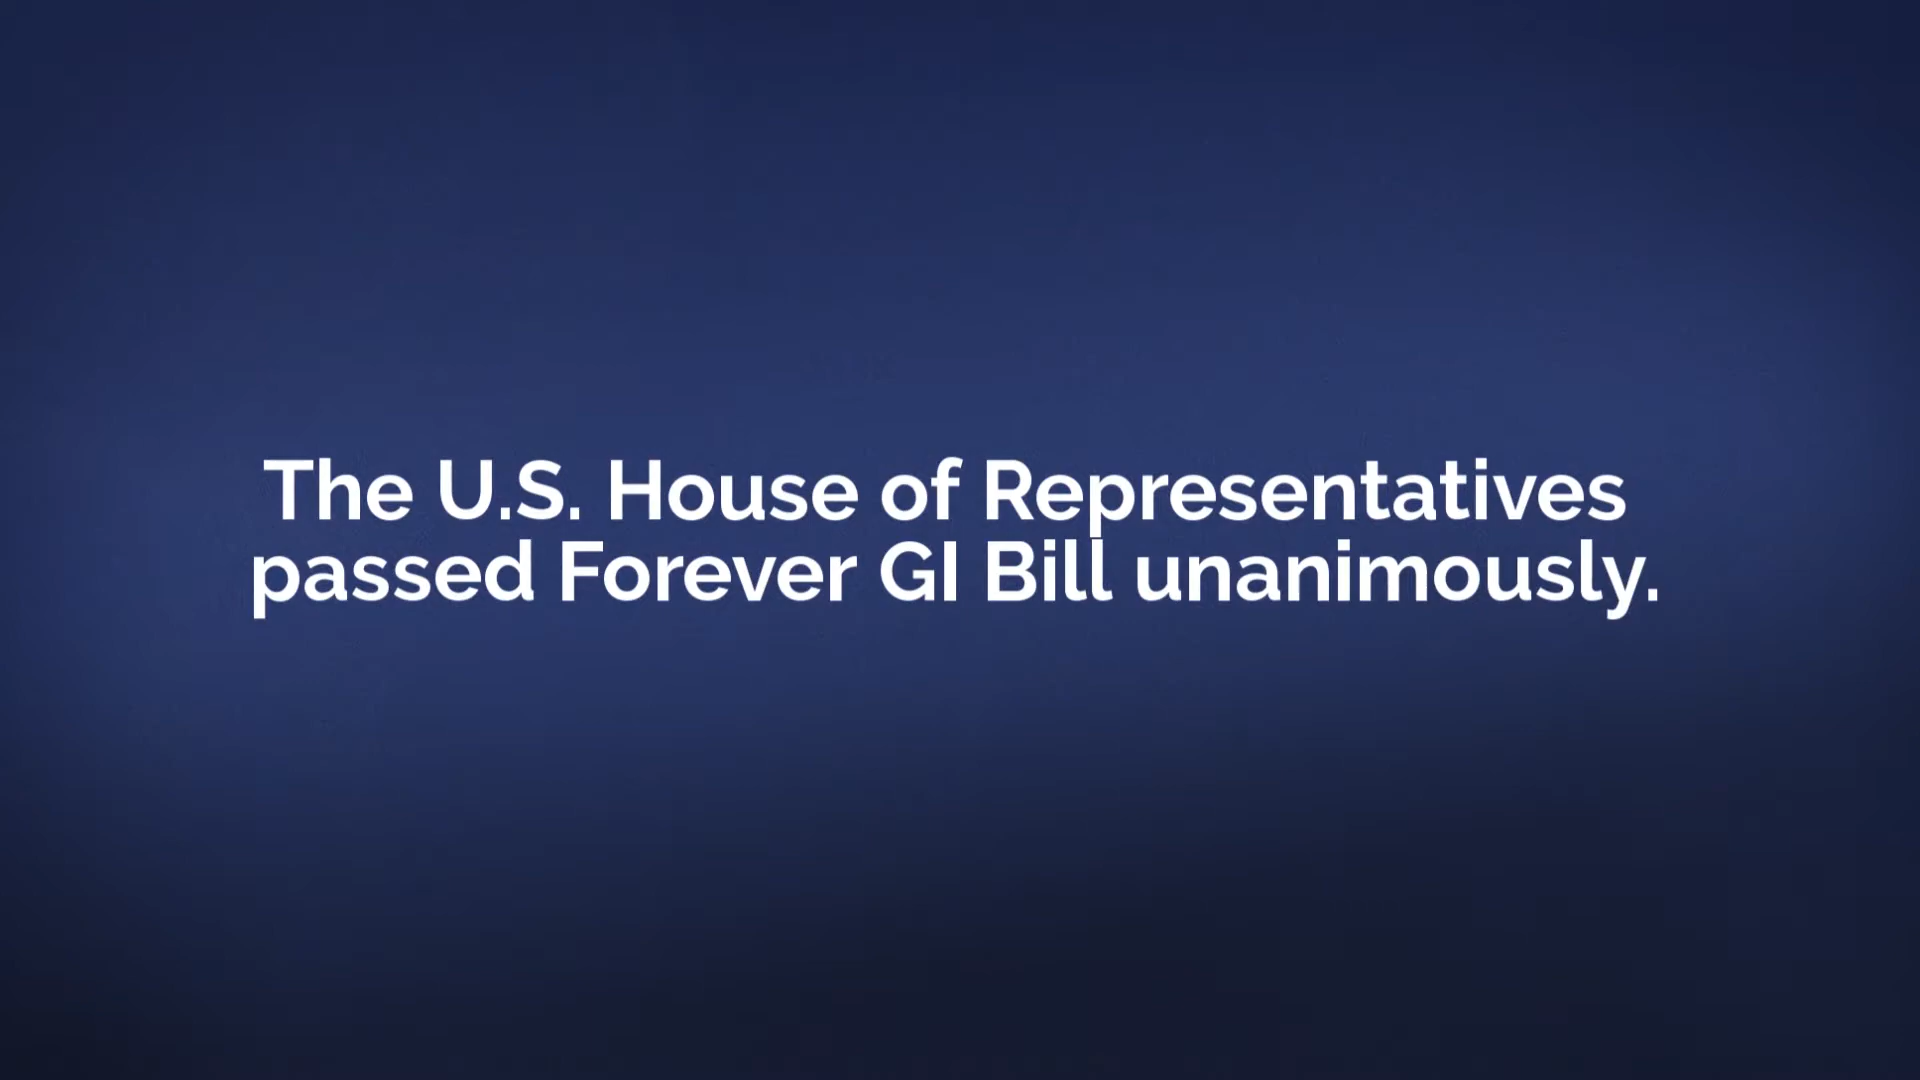 The U.S. House of Representatives
passed Forever GI Bill unanimously.